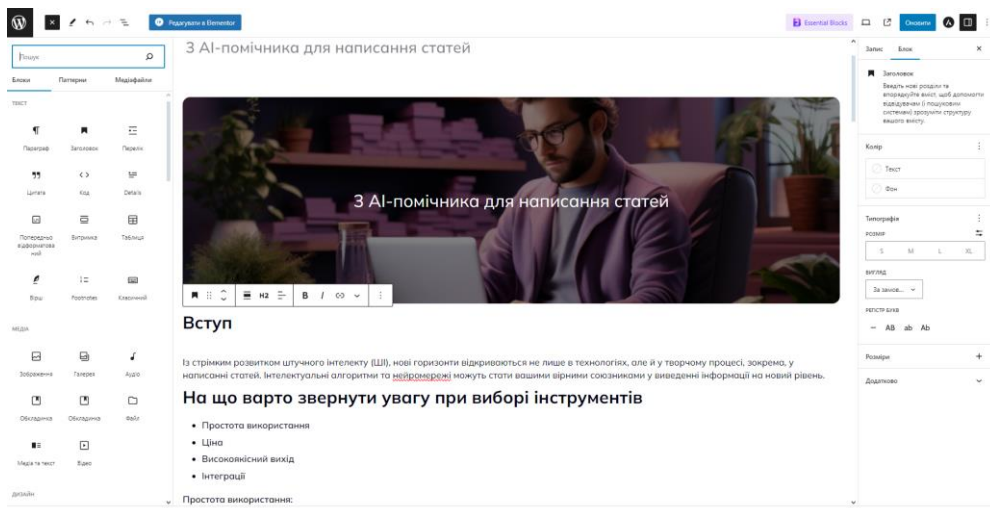 Редагувати в Elementor
Essential Blocks
Оновити
Пошук
Блоки
Паттерни
Медіафайли
ТЕКСТ
Параграф
Заголовок
Перелік
Цитата
Код
Details
Попередньо відформатова
ний
Витримка
Таблиця
Вірш
Footnotes
Класичний
МЕДІА
Зображення
Галерея
Аудіо
Обкладинка
Обкладинка
Файл
Медіа та текст
Відео
ДИЗАЙН
3 AI-помічника для написання статей
3 AI-помічника для написання статей
H2
B
I
Вступ
Із стрімким розвитком штучного інтелекту (ШІ), нові горизонти відкриваються не лише в технологіях, але й у творчому процесі, зокрема, у
написанні статей. Інтелектуальні алгоритми та нейромережі можуть стати вашими вірними союзниками у виведенні інформації на новий рівень.
На що варто звернути увагу при виборі інструментів
Простота використання
Ціна
Високоякісний вихід
Інтеграції
Простота використання:
Запис
Блок
Заголовок
Введіть нові розділи та
впорядкуйте вміст, щоб допомогти
відвідувачам (і пошуковим
системам) зрозуміти структуру
вашого вмісту.
Колір
Текст
Фон
Типографія
РОЗМІР
S M L XL
ВИГЛЯД
За замов...
РЕГІСТР БУКВ
— AB ab Ab
Розміри
Додатково